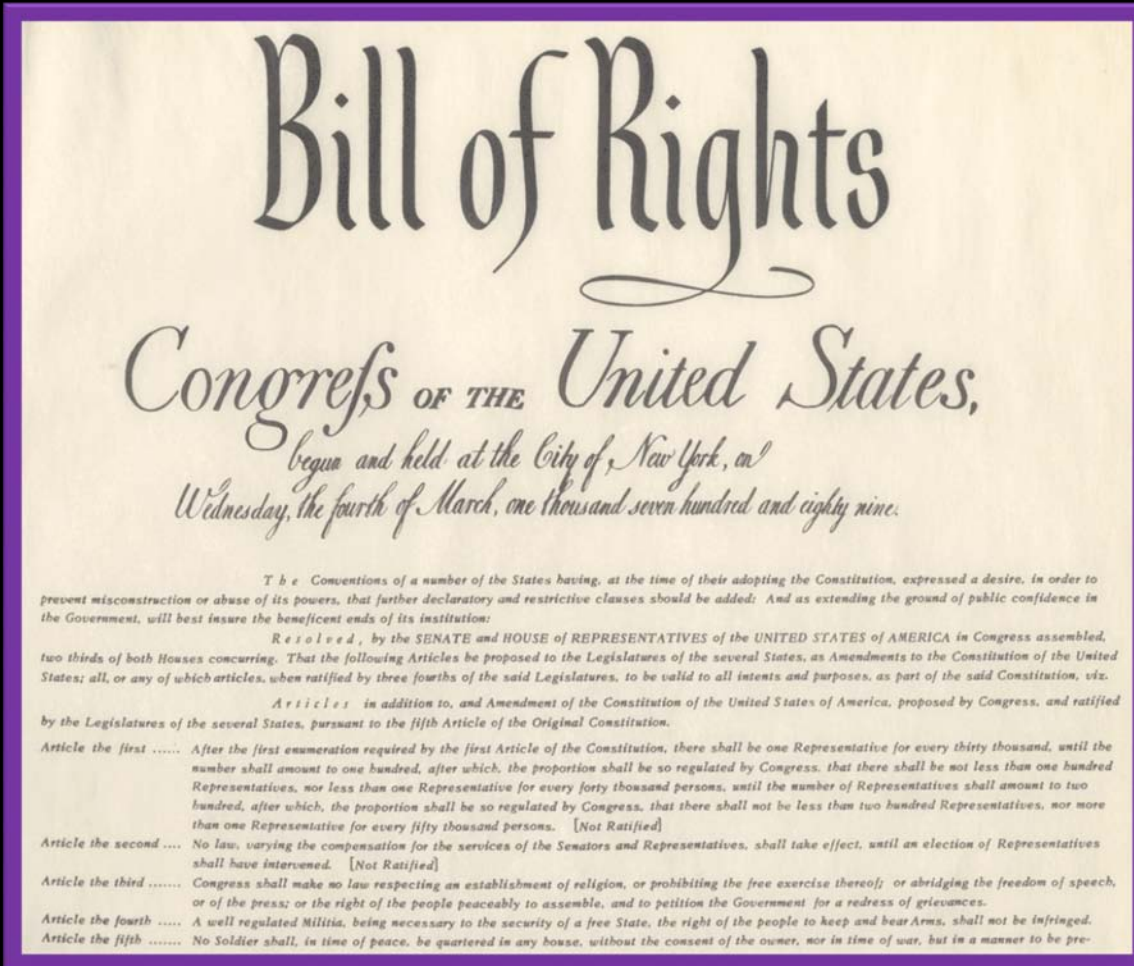 Bill of Rights
Congreſs OF THE United States,
begun and held at the City of New York, on
Wednesday, the fourth of March, one thousand seven hundred and eighty nine.
The Conventions of a number of the States having, at the time of their adopting the Constitution, expressed a desire, in order to
prevent misconstruction or abuse of its powers, that further declaratory and restrictive clauses should be added: And as extending the ground of public confidence in
the Government, will best insure the beneficent ends of its institution:
Resolved, by the SENATE and HOUSE of REPRESENTATIVES of the UNITED STATES of AMERICA in Congress assembled,
two thirds of both Houses concurring. That the following Articles be proposed to the Legislatures of the several States, as Amendments to the Constitution of the United
States; all, or any of which articles, when ratified by three fourths of the said Legislatures, to be valid to all intents and purposes, as part of the said Constitution, viz.
Articles in addition to, and Amendment of the Constitution of the United States of America, proposed by Congress, and ratified
by the Legislatures of the several States, pursuant to the fifth Article of the Original Constitution.
Article the first ...... After the first enumeration required by the first Article of the Constitution, there shall be one Representative for every thirty thousand, until the
number shall amount to one hundred, after which, the proportion shall be so regulated by Congress, that there shall be not less than one hundred
Representatives, nor less than one Representative for every forty thousand persons, until the number of Representatives shall amount to two
hundred, after which, the proportion shall be so regulated by Congress, that there shall not be less than two hundred Representatives, nor more
than one Representative for every fifty thousand persons. [Not Ratified]
Article the second .... No law, varying the compensation for the services of the Senators and Representatives, shall take effect, until an election of Representatives
shall have intervened. [Not Ratified]
Article the third ....... Congress shall make no law respecting an establishment of religion, or prohibiting the free exercise thereof; or abridging the freedom of speech,
or of the press; or the right of the people peaceably to assemble, and to petition the Government for a redress of grievances.
Article the fourth ..... A well regulated Militia, being necessary to the security of a free State, the right of the people to keep and bear Arms, shall not be infringed.
Article the fifth ....... No Soldier shall, in time of peace, be quartered in any house, without the consent of the owner, nor in time of war, but in a manner to be pre-